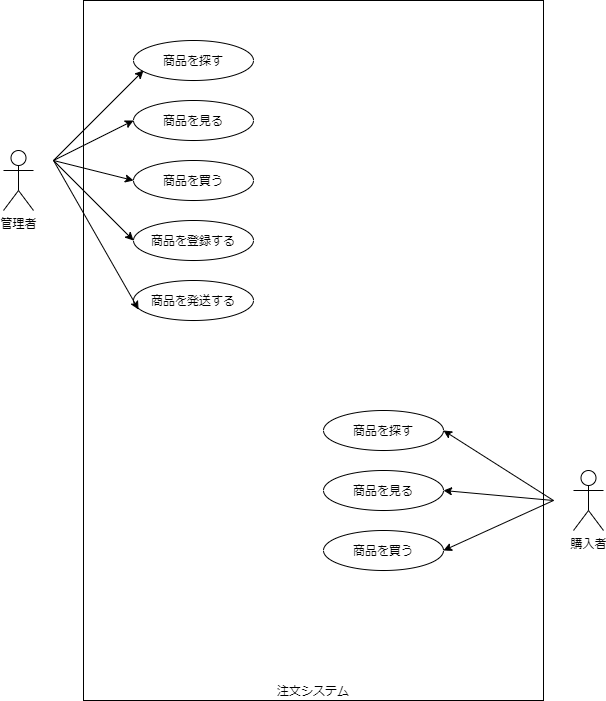 商品を探す
商品を見る
商品を買う
商品を登録する
商品を発送する
管理者
商品を探す
商品を見る
商品を買う
購入者
注文システム